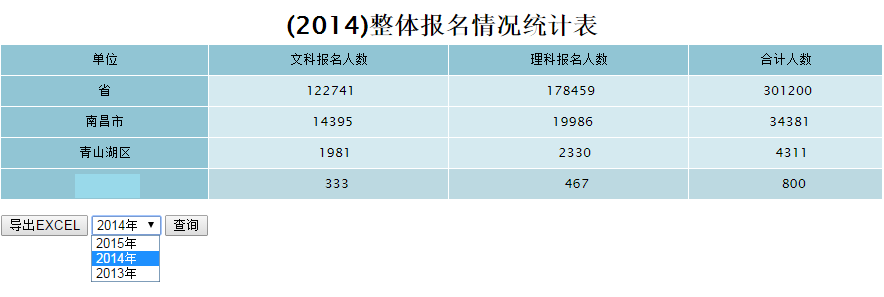 (2014)整体报名情况统计表
单位 文科报名人数 理科报名人数 合计人数
省 122741 178459 301200
南昌市 14395 19986 34381
青山湖区 1981 2330 4311
333 467 800
导出EXCEL 2014年 查询
2015年
2014年
2013年